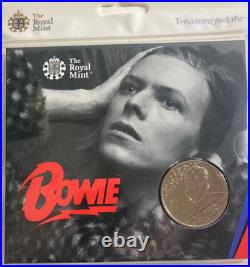 The
Royal
Mint
Treasure for Life
The
Royal
Mint®
BOWIE